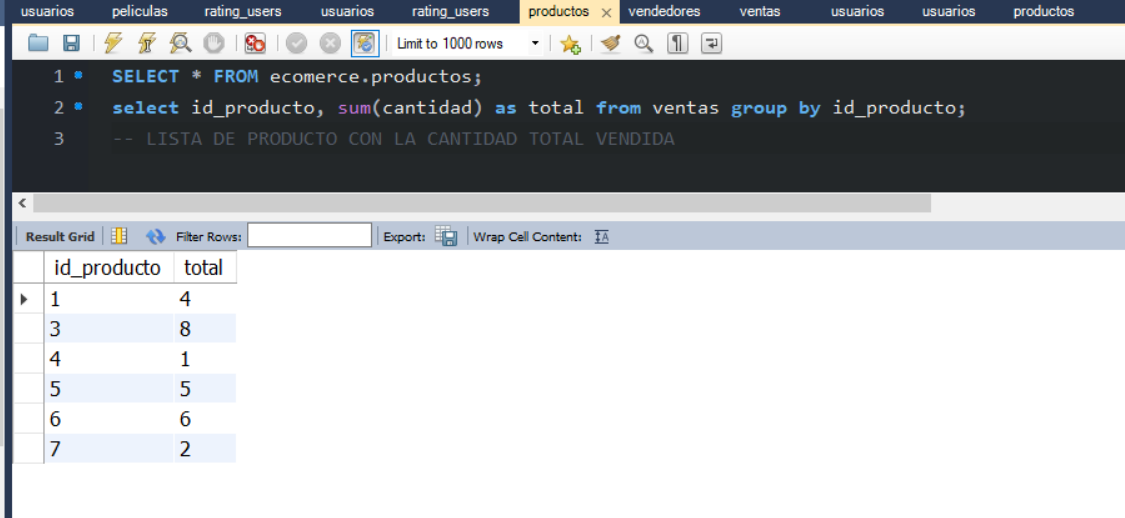 usuarios peliculas rating_users usuarios rating_users productos vendedores ventas usuarios usuarios productos
Limit to 1000 rows
1 SELECT * FROM ecomerce.productos;
2 select id_producto, sum(cantidad) as total from ventas group by id_producto;
3 -- LISTA DE PRODUCTO CON LA CANTIDAD TOTAL VENDIDA
Result Grid Filter Rows: Export: Wrap Cell Content: IA
id_producto total
1 4
3 8
4 1
5 5
6 6
7 2